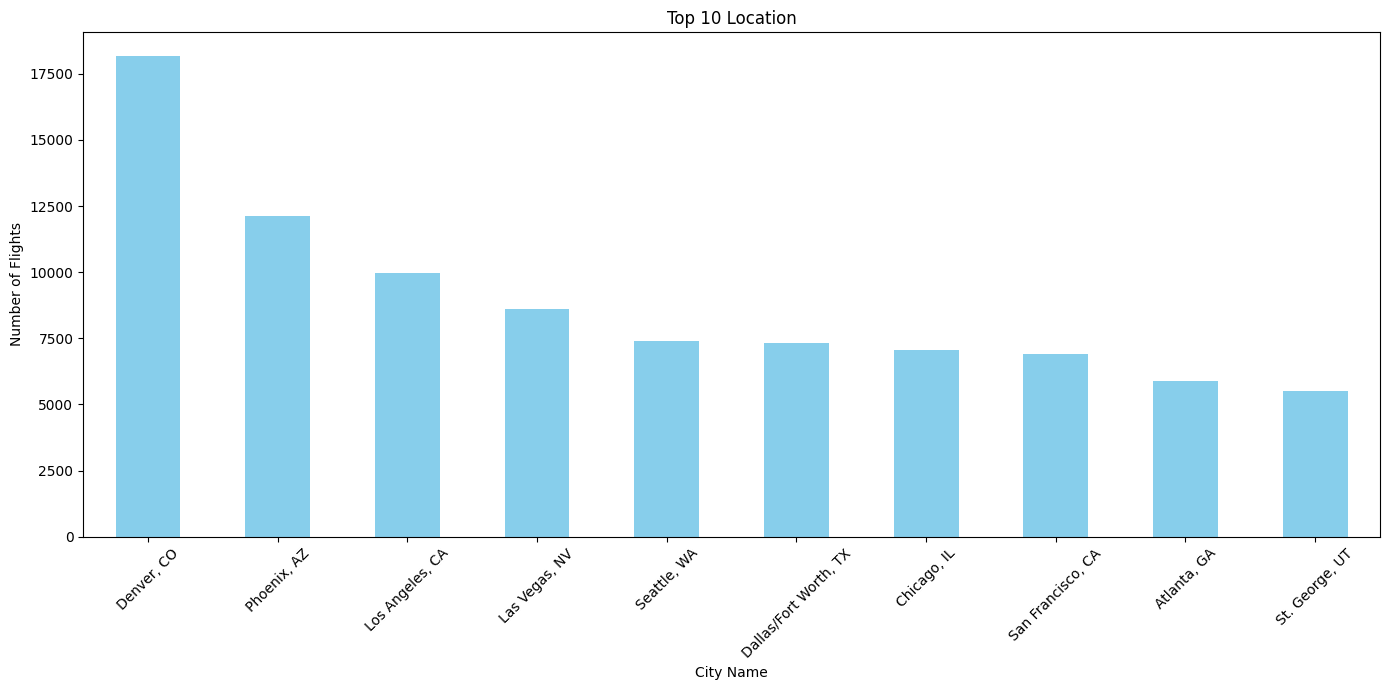 Top 10 Location
Number of Flights
17500
15000
12500
10000
7500
5000
2500
0
Denver, CO
Phoenix, AZ
Los Angeles, CA
Las Vegas, NV
Seattle, WA
Dallas/Fort Worth, TX
Chicago, IL
San Francisco, CA
Atlanta, GA
St. George, UT
City Name